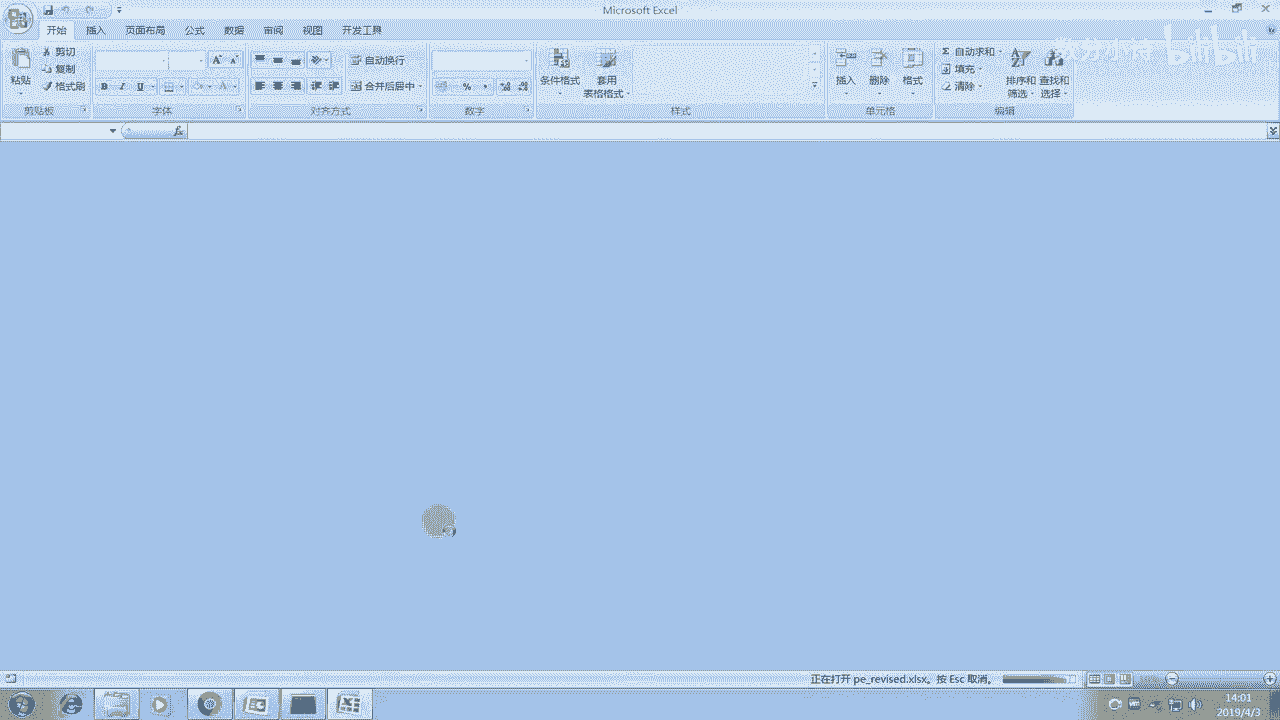 Microsoft Excel
开始 插入 页面布局 公式 数据 审阅 视图 开发工具
剪切
复制
格式刷
粘贴
剪贴板
B I U
字体
自动换行
合并后居中
对齐方式
%
数字
条件格式
套用
表格格式
样式
插入 删除 格式
单元格
Σ 自动求和
填充
清除
排序和
筛选
查找和
选择
编辑
fx
bilibili
正在打开 pe_revised.xlsx。按 Esc 取消。
14:01
2019/4/3